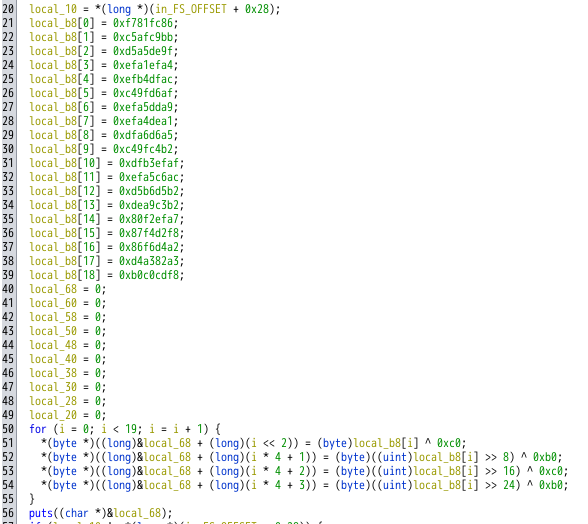 20 local_10 = *(long *)(in_FS_OFFSET + 0x28);
21 local_b8[0] = 0xf781fc86;
22 local_b8[1] = 0xc5afc9bb;
23 local_b8[2] = 0xd5a5de9f;
24 local_b8[3] = 0xefa1efa4;
25 local_b8[4] = 0xefb4dfac;
26 local_b8[5] = 0xc49fd6af;
27 local_b8[6] = 0xefa5dda9;
28 local_b8[7] = 0xefa4dea1;
29 local_b8[8] = 0xdfa6d6a5;
30 local_b8[9] = 0xc49fc4b2;
31 local_b8[10] = 0xdfb3efaf;
32 local_b8[11] = 0xefa5c6ac;
33 local_b8[12] = 0xd5b6d5b2;
34 local_b8[13] = 0xdea9c3b2;
35 local_b8[14] = 0x80f2efa7;
36 local_b8[15] = 0x87f4d2f8;
37 local_b8[16] = 0x86f6d4a2;
38 local_b8[17] = 0xd4a382a3;
39 local_b8[18] = 0xb0c0cdf8;
40 local_68 = 0;
41 local_60 = 0;
42 local_58 = 0;
43 local_50 = 0;
44 local_48 = 0;
45 local_40 = 0;
46 local_38 = 0;
47 local_30 = 0;
48 local_28 = 0;
49 local_20 = 0;
50 for (i = 0; i < 19; i = i + 1) {
51 *(byte *)((long)&local_68 + (long)(i << 2)) = (byte)local_b8[i] ^ 0xc0;
52 *(byte *)((long)&local_68 + (long)(i * 4 + 1)) = (byte)((uint)local_b8[i] >> 8) ^ 0xb0;
53 *(byte *)((long)&local_68 + (long)(i * 4 + 2)) = (byte)((uint)local_b8[i] >> 16) ^ 0xc0;
54 *(byte *)((long)&local_68 + (long)(i * 4 + 3)) = (byte)((uint)local_b8[i] >> 24) ^ 0xb0;
55 }
56 puts((char *)&local_68);